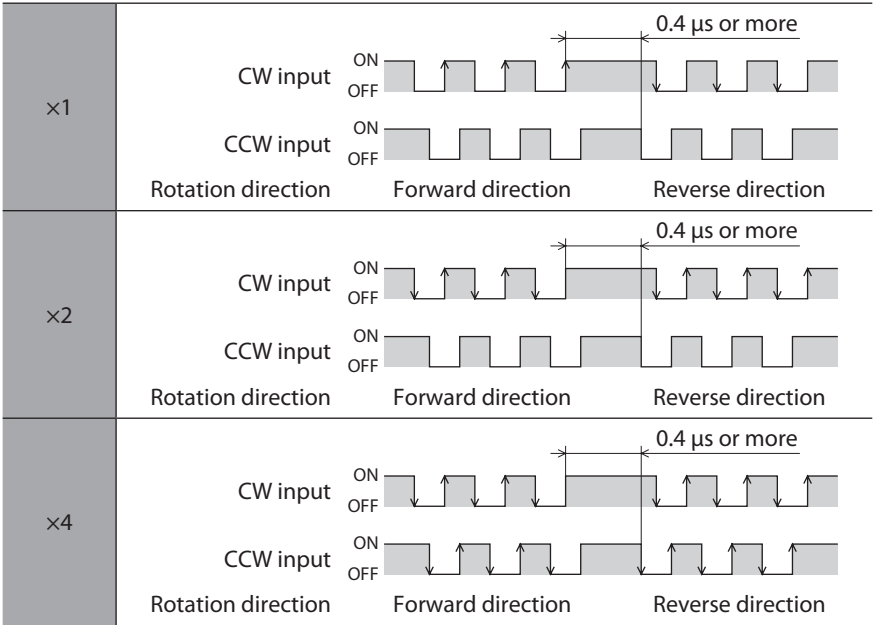 ×1
0.4 µs or more
CW input
ON
OFF
CCW input
ON
OFF
Rotation direction Forward direction Reverse direction
×2
0.4 µs or more
CW input
ON
OFF
CCW input
ON
OFF
Rotation direction Forward direction Reverse direction
×4
0.4 µs or more
CW input
ON
OFF
CCW input
ON
OFF
Rotation direction Forward direction Reverse direction